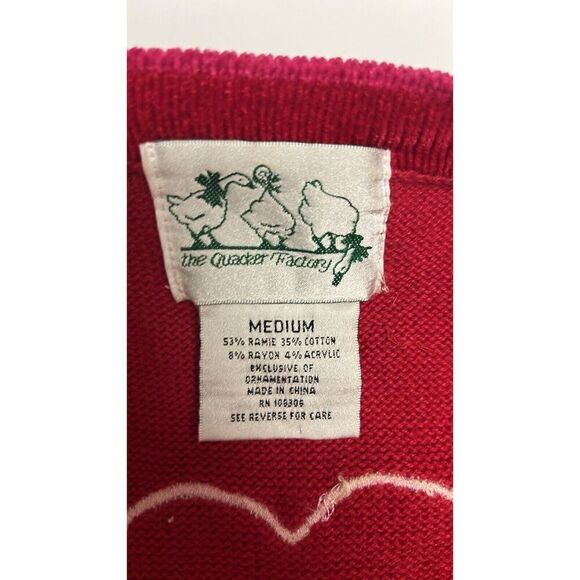 the Quacker Factory
MEDIUM
53% RAMIE 35% COTTON
8% RAYON 4% ACRYLIC
EXCLUSIVE OF
ORNAMENTATION
MADE IN CHINA
RN 108306
SEE REVERSE FOR CARE